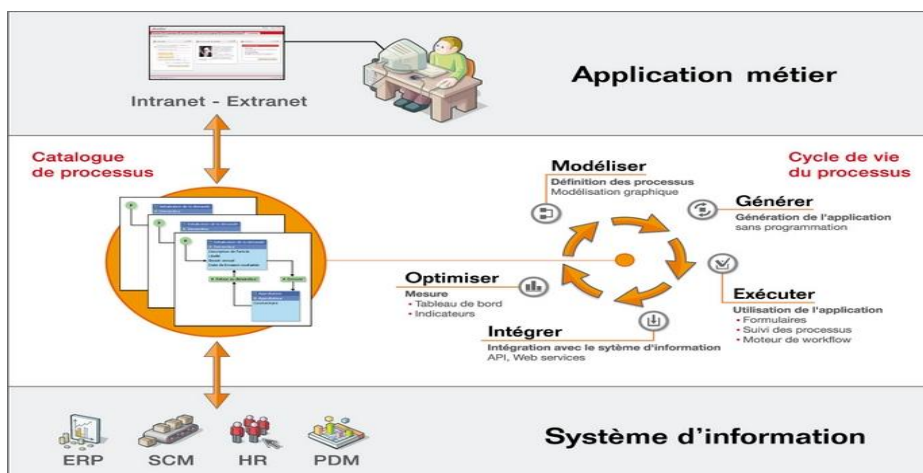 Application métier
Intranet - Extranet
Catalogue
de processus
Cycle de vie
du processus
Modéliser
Définition des processus
Modélisation graphique
Générer
Génération de l'application
sans programmation
Exécuter
Utilisation de l'application
• Formulaires
• Suivi des processus
• Moteur de workflow
Intégrer
Intégration avec le sytème d'information
API, Web services
Optimiser
Mesure
• Tableau de bord
• Indicateurs
Système d'information
ERP
SCM
HR
PDM